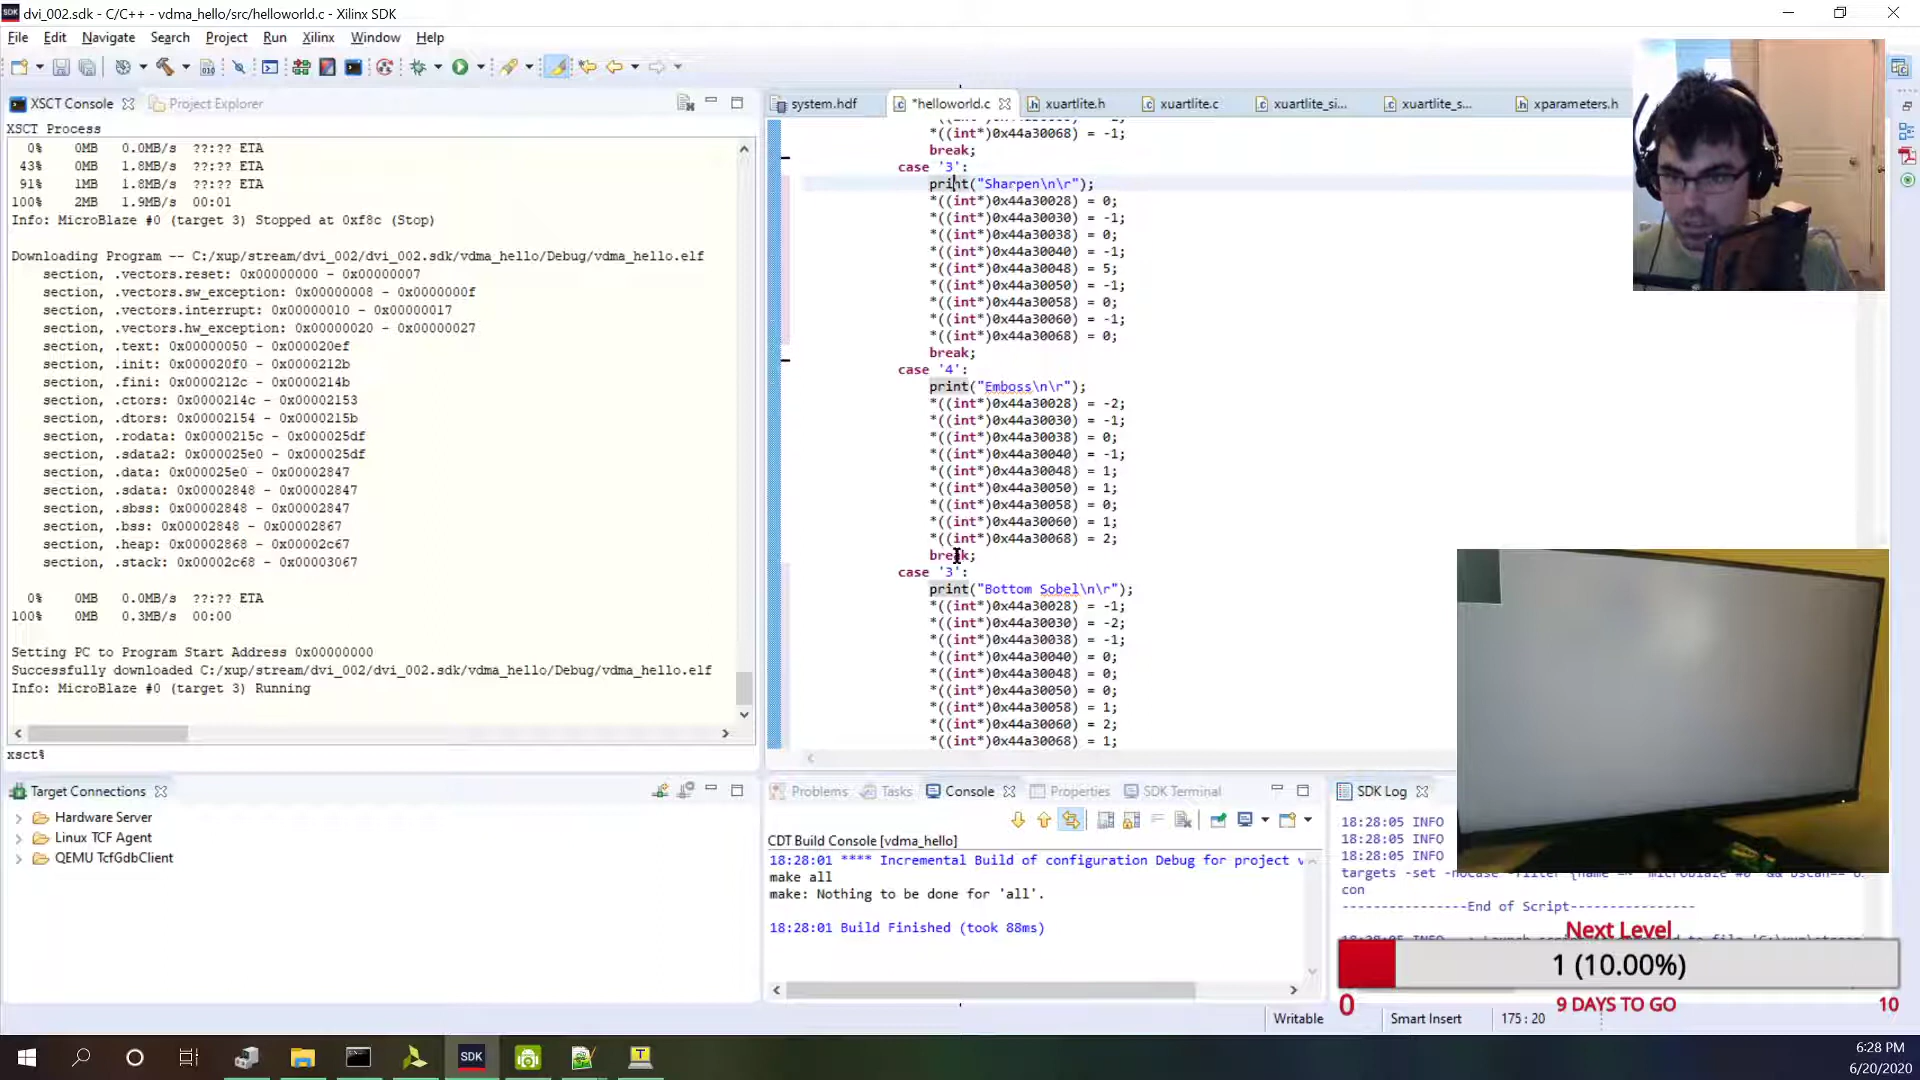 dvi_002.sdk - C/C++ - vdma_hello/src/helloworld.c - Xilinx SDK
File Edit Navigate Search Project Run Xilinx Window Help
XSCT Console
Project Explorer
system.hdf
*helloworld.c
xuartlite.h
xuartlite.c
xuartlite_si...
xuartlite_s...
xparameters.h
XSCT Process
0% 0MB 0.0MB/s ??:?? ETA
43% 0MB 1.8MB/s ??:?? ETA
91% 1MB 1.8MB/s ??:?? ETA
100% 2MB 1.9MB/s 00:01
Info: MicroBlaze #0 (target 3) Stopped at 0xf8c (Stop)
Downloading Program -- C:/xup/stream/dvi_002/dvi_002.sdk/vdma_hello/Debug/vdma_hello.elf
section, .vectors.reset: 0x00000000 - 0x00000007
section, .vectors.sw_exception: 0x00000008 - 0x0000000f
section, .vectors.interrupt: 0x00000010 - 0x00000017
section, .vectors.hw_exception: 0x00000020 - 0x00000027
section, .text: 0x00000050 - 0x000020ef
section, .init: 0x000020f0 - 0x0000212b
section, .fini: 0x0000212c - 0x0000214b
section, .ctors: 0x0000214c - 0x00002153
section, .dtors: 0x00002154 - 0x0000215b
section, .rodata: 0x0000215c - 0x000025df
section, .sdata2: 0x000025e0 - 0x000025df
section, .data: 0x000025e0 - 0x00002847
section, .sdata: 0x00002848 - 0x00002847
section, .sbss: 0x00002848 - 0x00002847
section, .bss: 0x00002848 - 0x00002867
section, .heap: 0x00002868 - 0x00002c67
section, .stack: 0x00002c68 - 0x00003067
0% 0MB 0.0MB/s ??:?? ETA
100% 0MB 0.3MB/s 00:00
Setting PC to Program Start Address 0x00000000
Successfully downloaded C:/xup/stream/dvi_002/dvi_002.sdk/vdma_hello/Debug/vdma_hello.elf
Info: MicroBlaze #0 (target 3) Running
xsct%
*((int*)0x44a30068) = -1;
break;
case '3':
print("Sharpen\n\r");
*((int*)0x44a30028) = 0;
*((int*)0x44a30030) = -1;
*((int*)0x44a30038) = 0;
*((int*)0x44a30040) = -1;
*((int*)0x44a30048) = 5;
*((int*)0x44a30050) = -1;
*((int*)0x44a30058) = 0;
*((int*)0x44a30060) = -1;
*((int*)0x44a30068) = 0;
break;
case '4':
print("Emboss\n\r");
*((int*)0x44a30028) = -2;
*((int*)0x44a30030) = -1;
*((int*)0x44a30038) = 0;
*((int*)0x44a30040) = -1;
*((int*)0x44a30048) = 1;
*((int*)0x44a30050) = 1;
*((int*)0x44a30058) = 0;
*((int*)0x44a30060) = 1;
*((int*)0x44a30068) = 2;
break;
case '3':
print("Bottom Sobel\n\r");
*((int*)0x44a30028) = -1;
*((int*)0x44a30030) = -2;
*((int*)0x44a30038) = -1;
*((int*)0x44a30040) = 0;
*((int*)0x44a30048) = 0;
*((int*)0x44a30050) = 0;
*((int*)0x44a30058) = 1;
*((int*)0x44a30060) = 2;
*((int*)0x44a30068) = 1;
Target Connections
Hardware Server
Linux TCF Agent
QEMU TcfGdbClient
Problems Tasks Console Properties SDK Terminal
CDT Build Console [vdma_hello]
18:28:01 **** Incremental Build of configuration Debug for project v
make all
make: Nothing to be done for 'all'.
18:28:01 Build Finished (took 88ms)
SDK Log
18:28:05 INFO
18:28:05 INFO
18:28:05 INFO
con
----------------End of Script----------------
Next Level
1 (10.00%)
0
9 DAYS TO GO
10
Writable
Smart Insert
175 : 20
SDK
6:28 PM
6/20/2020